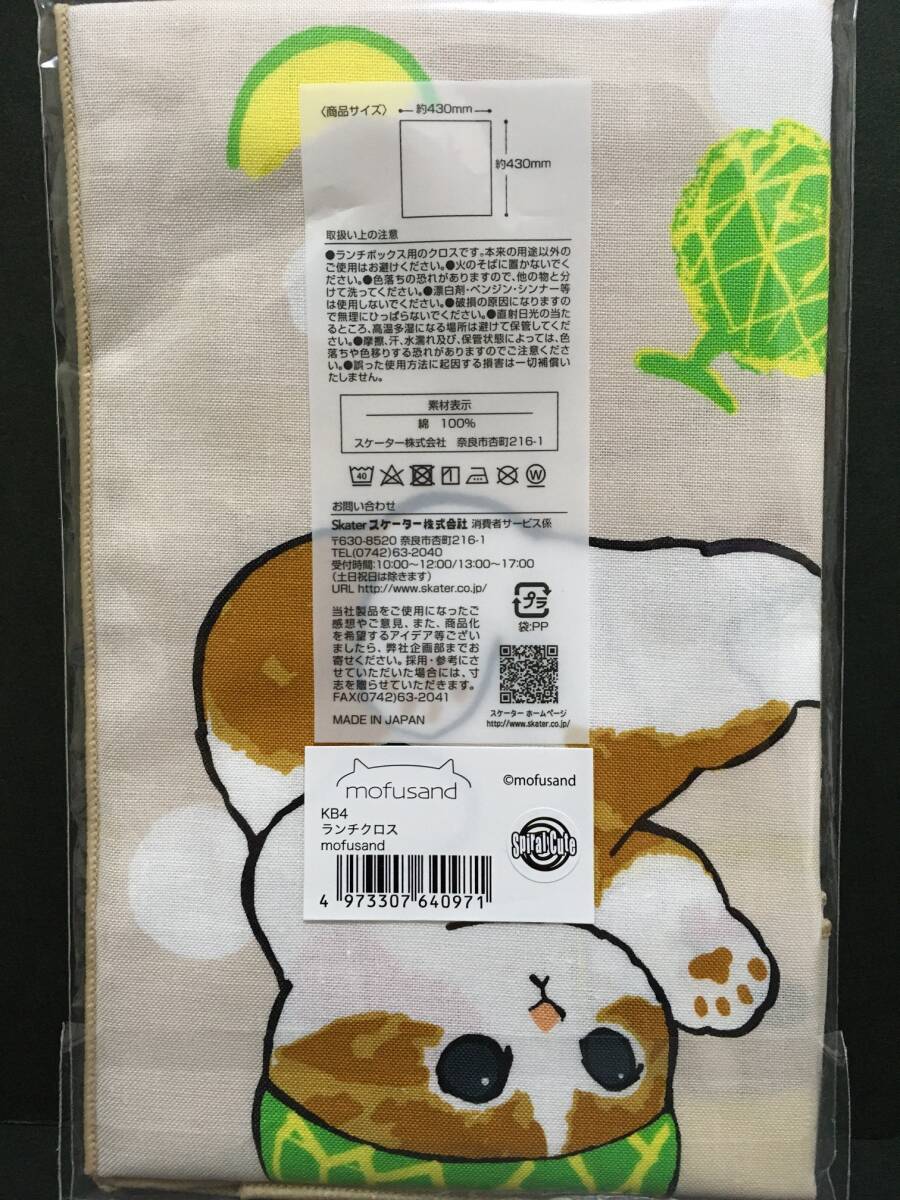 〈商品サイズ〉
約430mm
約430mm
取扱い上の注意
●ランチボックス用のクロスです。本来の用途以外の
ご使用はお避けください。●火のそばに置かないでく
ださい。●色落ちの恐れがありますので、他の物と分
けて洗ってください。●漂白剤・ベンジン・シンナー等
は使用しないでください。●破損の原因になりますの
で無理にひっぱらないでください。●直射日光の当た
るところ、高温多湿になる場所は避けて保管してくだ
さい。●摩擦、汗、水濡れ及び、保管状態によっては、色
落ちや色移りする恐れがありますのでご注意くださ
い。●誤った使用方法に起因する損害は一切補償い
たしません。
素材表示
綿 100%
スケーター株式会社 奈良市杏町216-1
40
W
お問い合わせ
Skater スケーター株式会社 消費者サービス係
〒630-8520 奈良市杏町216-1
TEL(0742)63-2040
受付時間:10:00〜12:00/13:00〜17:00
(土日祝日は除きます)
URL http://www.skater.co.jp/
プラ
袋:PP
当社製品をご使用になったご
感想やご意見、また、商品化
を希望するアイデア等ござい
ましたら、弊社企画部までお
寄せください。採用・参考にさ
せていただいた場合には、寸
志を贈らせていただきます。
FAX(0742)63-2041
スケーター ホームページ
http://www.skater.co.jp/
MADE IN JAPAN
mofusand
©mofusand
KB4
ランチクロス
mofusand
Spiral Cute
4 973307 640971